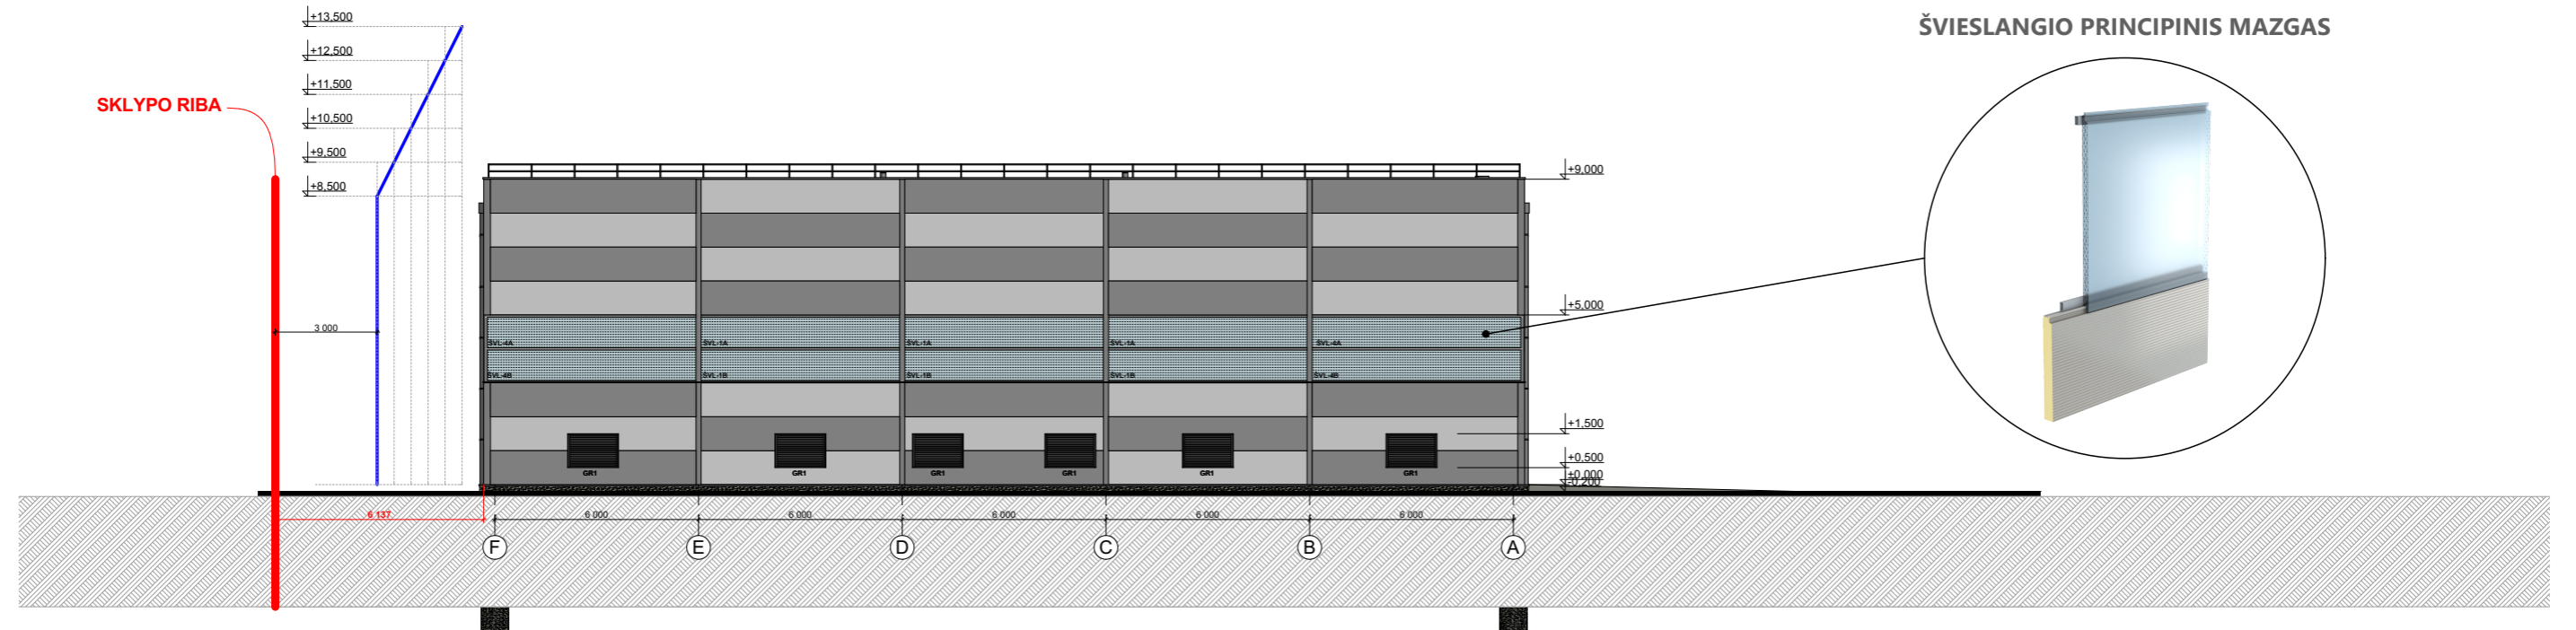 ŠVIESLANGIO PRINCIPINIS MAZGAS
+13,500
+12,500
+11,500
+10,500
+9,500
+8,500
SKLYPO RIBA
3 000
+9,000
+5,000
+1,500
+0,500
±0,000
-0,200
ŠVL-4A ŠVL-1A ŠVL-1A ŠVL-1A ŠVL-4A
ŠVL-4B ŠVL-1B ŠVL-1B ŠVL-1B ŠVL-4B
GR1 GR1 GR1 GR1 GR1 GR1
6 137 6 000 6 000 6 000 6 000 6 000
F E D C B A